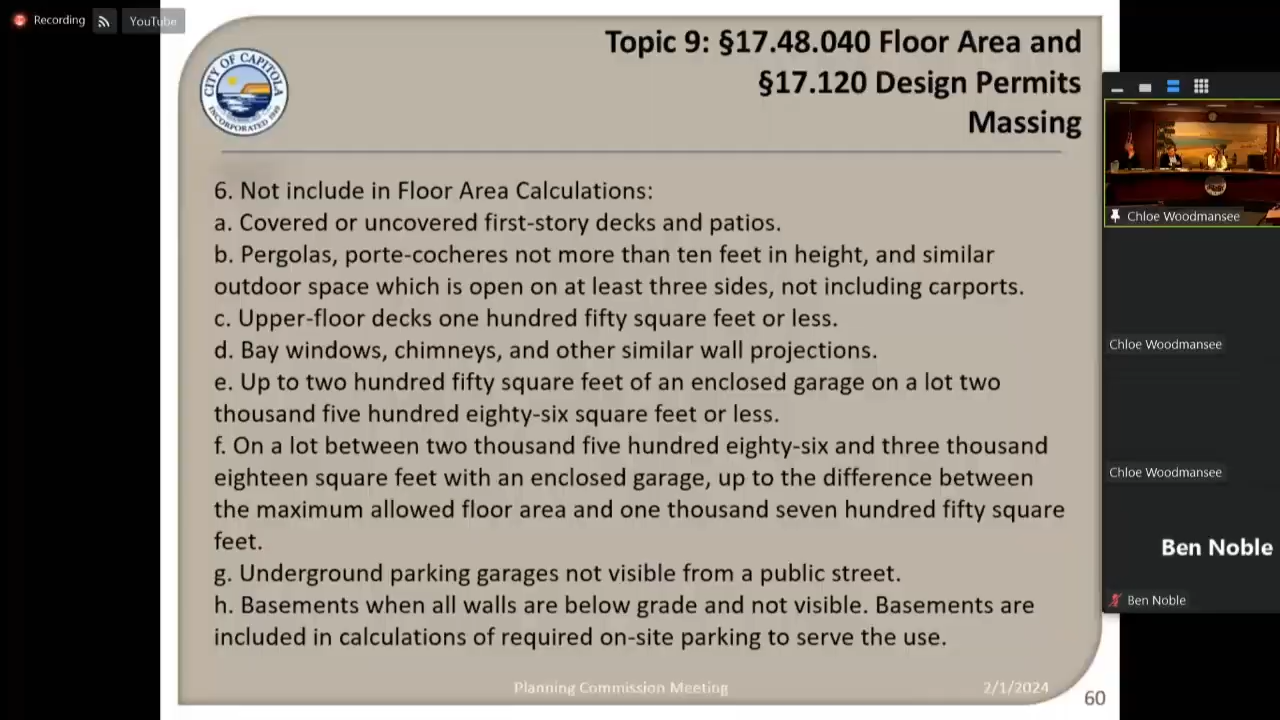 Recording
YouTube
Topic 9: §17.48.040 Floor Area and
§17.120 Design Permits
Massing
CITY OF CAPITOLA
INCORPORATED 1949
6. Not include in Floor Area Calculations:
a. Covered or uncovered first-story decks and patios.
b. Pergolas, porte-cocheres not more than ten feet in height, and similar
outdoor space which is open on at least three sides, not including carports.
c. Upper-floor decks one hundred fifty square feet or less.
d. Bay windows, chimneys, and other similar wall projections.
e. Up to two hundred fifty square feet of an enclosed garage on a lot two
thousand five hundred eighty-six square feet or less.
f. On a lot between two thousand five hundred eighty-six and three thousand
eighteen square feet with an enclosed garage, up to the difference between
the maximum allowed floor area and one thousand seven hundred fifty square
feet.
g. Underground parking garages not visible from a public street.
h. Basements when all walls are below grade and not visible. Basements are
included in calculations of required on-site parking to serve the use.
Planning Commission Meeting
2/1/2024
60
Chloe Woodmansee
Chloe Woodmansee
Chloe Woodmansee
Ben Noble
Ben Noble